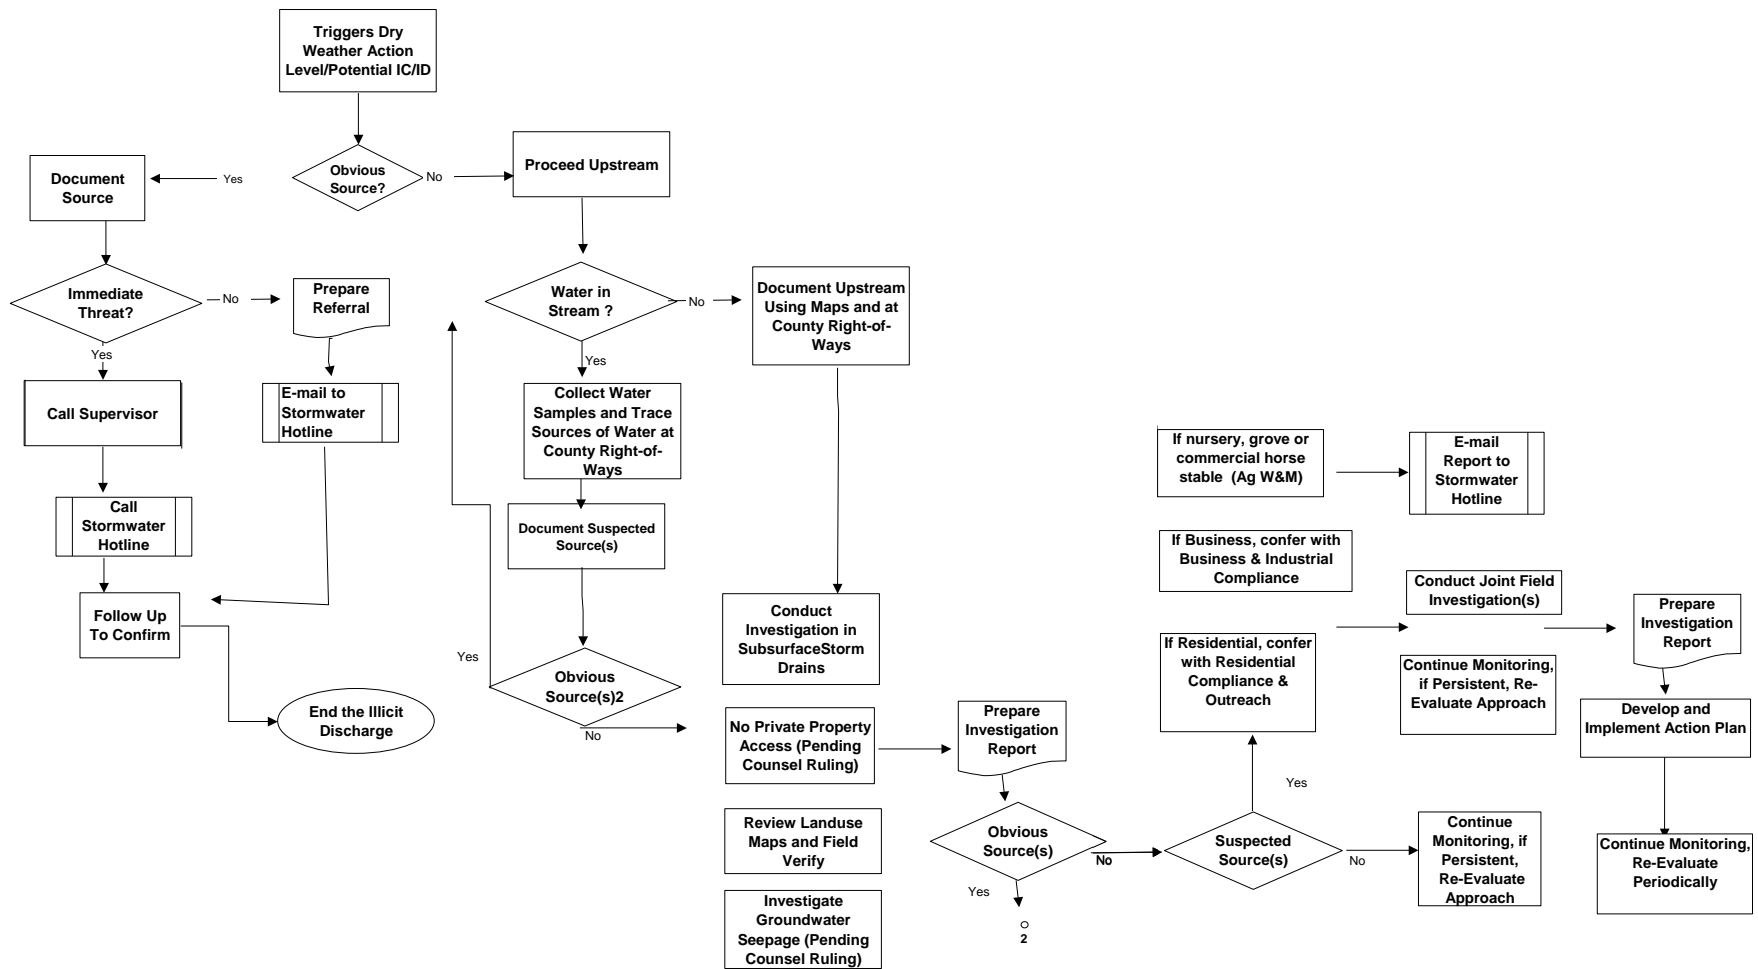 Triggers Dry
Weather Action
Level/Potential IC/ID
Obvious
Source?
Yes
No
Document
Source
Proceed Upstream
Immediate
Threat?
No
Yes
Prepare
Referral
Call Supervisor
E-mail to
Stormwater
Hotline
Call
Stormwater
Hotline
Follow Up
To Confirm
End the Illicit
Discharge
Water in
Stream ?
No
Yes
Document Upstream
Using Maps and at
County Right-of-
Ways
Collect Water
Samples and Trace
Sources of Water at
County Right-of-
Ways
Document Suspected
Source(s)
Obvious
Source(s)2
Yes
No
Conduct
Investigation in
SubsurfaceStorm
Drains
No Private Property
Access (Pending
Counsel Ruling)
Review Landuse
Maps and Field
Verify
Investigate
Groundwater
Seepage (Pending
Counsel Ruling)
Prepare
Investigation
Report
Obvious
Source(s)
Yes
2
No
Suspected
Source(s)
Yes
No
If nursery, grove or
commercial horse
stable (Ag W&M)
E-mail
Report to
Stormwater
Hotline
If Business, confer with
Business & Industrial
Compliance
If Residential, confer
with Residential
Compliance &
Outreach
Conduct Joint Field
Investigation(s)
Continue Monitoring,
if Persistent, Re-
Evaluate Approach
Prepare
Investigation
Report
Develop and
Implement Action Plan
Continue Monitoring,
Re-Evaluate
Periodically
Continue
Monitoring, if
Persistent,
Re-Evaluate
Approach